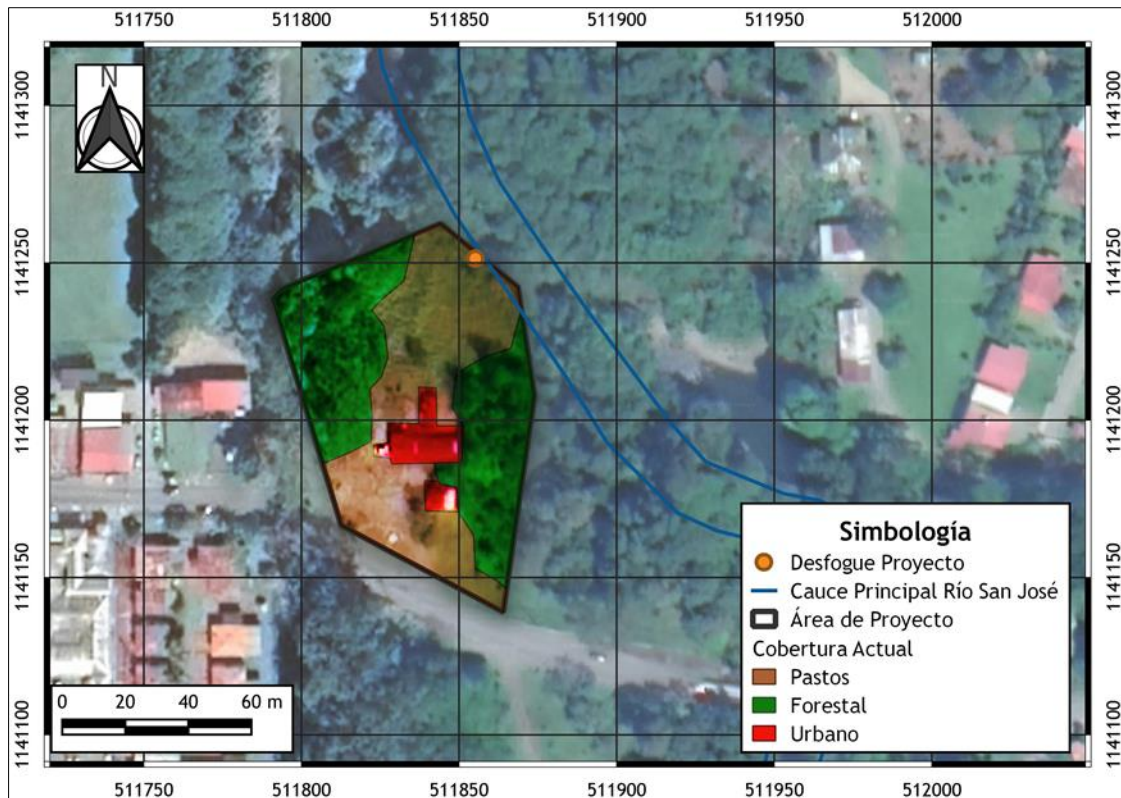 511750 511800 511850 511900 511950 512000
N
1141300 1141300
1141250 1141250
1141200 1141200
1141150 1141150
1141100 1141100
Simbología
Desfogue Proyecto
Cauce Principal Río San José
Área de Proyecto
Cobertura Actual
Pastos
Forestal
Urbano
0 20 40 60 m
511750 511800 511850 511900 511950 512000